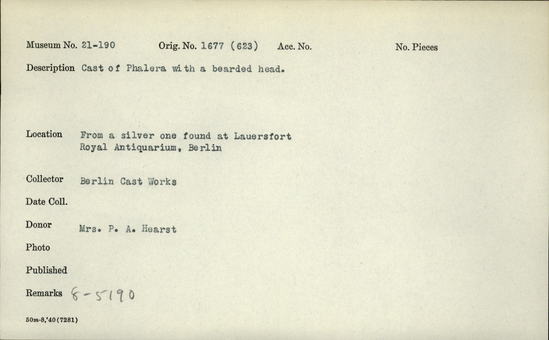 Museum No. 21-190 Orig. No. 1677 (623) Acc. No. No. Pieces
Description Cast of Phalera with a bearded head.
Location From a silver one found at Lauersfort
Royal Antiquarium, Berlin
Collector Berlin Cast Works
Date Coll.
Donor Mrs. P. A. Hearst
Photo
Published
Remarks 8-5190
50m-8,'40(7281)